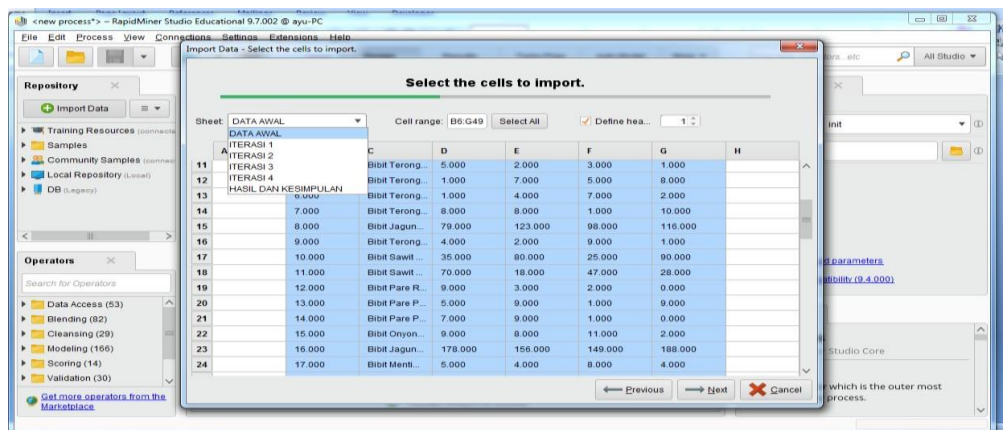 <new process*> – RapidMiner Studio Educational 9.7.002 @ ayu-PC
File Edit Process View Connections Settings Extensions Help
Import Data - Select the cells to import.
All Studio
Repository
Import Data
Training Resources (connecte
Samples
Community Samples (connec
Local Repository (Local)
DB (Legacy)
Operators
Search for Operators
Data Access (53)
Blending (82)
Cleansing (29)
Modeling (166)
Scoring (14)
Validation (30)
Get more operators from the
Marketplace
Select the cells to import.
Sheet: DATA AWAL Cell range: B6:G49 Select All Define hea... 1
DATA AWAL
ITERASI 1
ITERASI 2
ITERASI 3
ITERASI 4
HASIL DAN KESIMPULAN
A C D E F G H
11 Bibit Terong... 5.000 2.000 3.000 1.000
12 Bibit Terong... 1.000 7.000 5.000 8.000
13 6.000 Bibit Terong... 1.000 4.000 7.000 2.000
14 7.000 Bibit Terong... 8.000 8.000 1.000 10.000
15 8.000 Bibit Jagun... 79.000 123.000 98.000 116.000
16 9.000 Bibit Terong... 4.000 2.000 9.000 1.000
17 10.000 Bibit Sawit ... 35.000 80.000 25.000 90.000
18 11.000 Bibit Sawit ... 70.000 18.000 47.000 28.000
19 12.000 Bibit Pare R... 9.000 3.000 2.000 0.000
20 13.000 Bibit Pare P... 5.000 9.000 1.000 9.000
21 14.000 Bibit Pare P... 7.000 9.000 1.000 0.000
22 15.000 Bibit Onyon... 9.000 8.000 11.000 2.000
23 16.000 Bibit Jagun... 178.000 156.000 149.000 188.000
24 17.000 Bibit Menti... 5.000 4.000 8.000 4.000
Previous Next Cancel
init
d parameters
atibility (9.4.000)
Studio Core
r which is the outer most
process.